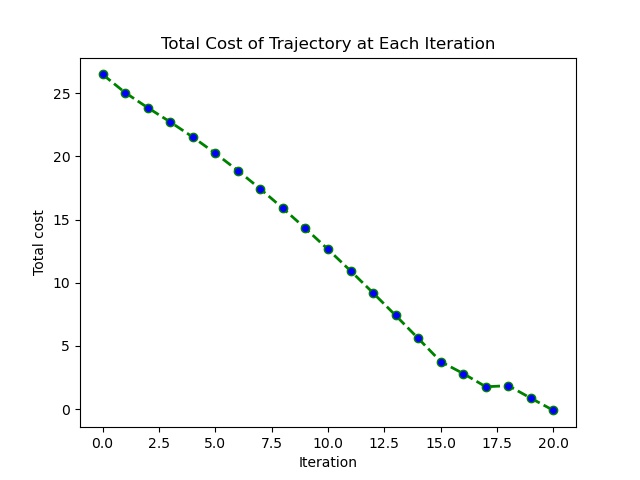 Total Cost of Trajectory at Each Iteration
Total cost
25
20
15
10
5
0
0.0 2.5 5.0 7.5 10.0 12.5 15.0 17.5 20.0
Iteration